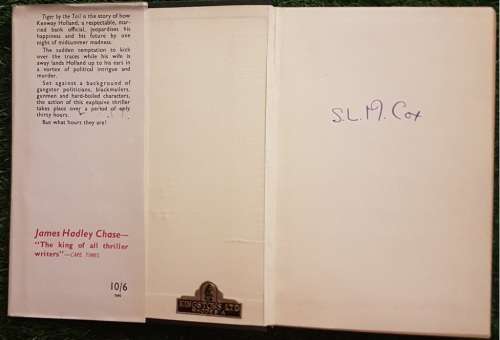 Tiger by the Tail is the story of how
Kenway Holland, a respectable, mar-
ried bank official, jeopardises his
happiness and his future by one
night of midsummer madness.
The sudden temptation to kick
over the traces while his wife is
away lands Holland up to his ears in
a vortex of political intrigue and
murder.
Set against a background of
gangster politicians, blackmailers,
gunmen and hard-boiled characters,
the action of this explosive thriller
takes place over a period of only
thirty hours.
But what hours they are!
James Hadley Chase—
"The king of all thriller
writers"—CAPE TIMES
10/6
KINGSTONS LTD
S.L.M. Cox